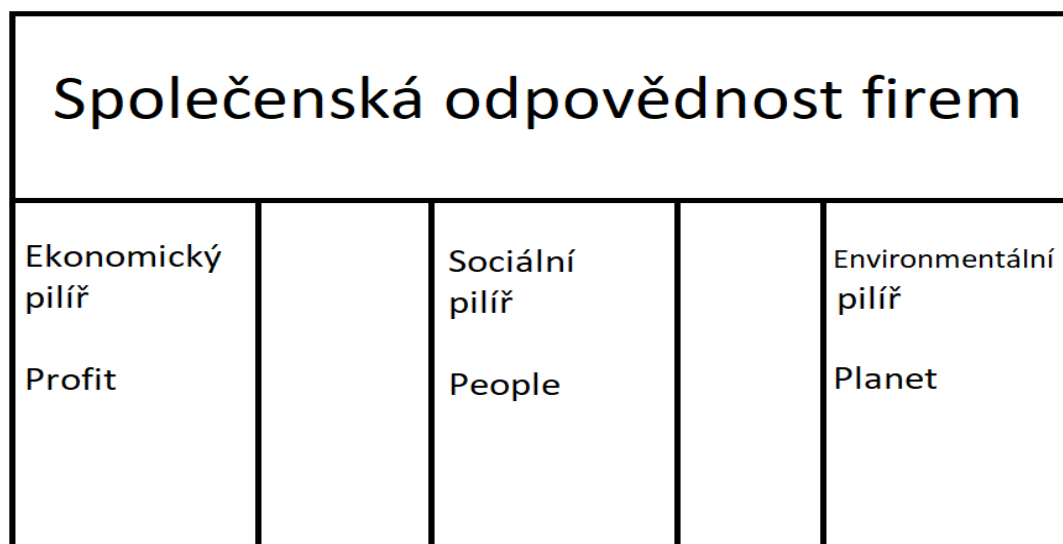 Společenská odpovědnost firem
Ekonomický
pilíř
Profit
Sociální
pilíř
People
Environmentální
pilíř
Planet